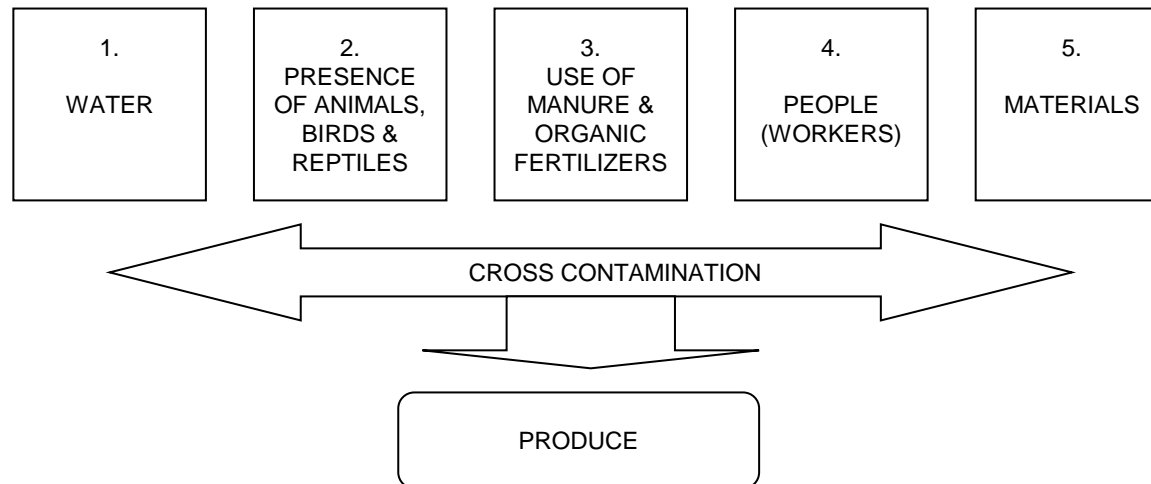 1.
WATER
2.
PRESENCE
OF ANIMALS,
BIRDS &
REPTILES
3.
USE OF
MANURE &
ORGANIC
FERTILIZERS
4.
PEOPLE
(WORKERS)
5.
MATERIALS
CROSS CONTAMINATION
PRODUCE